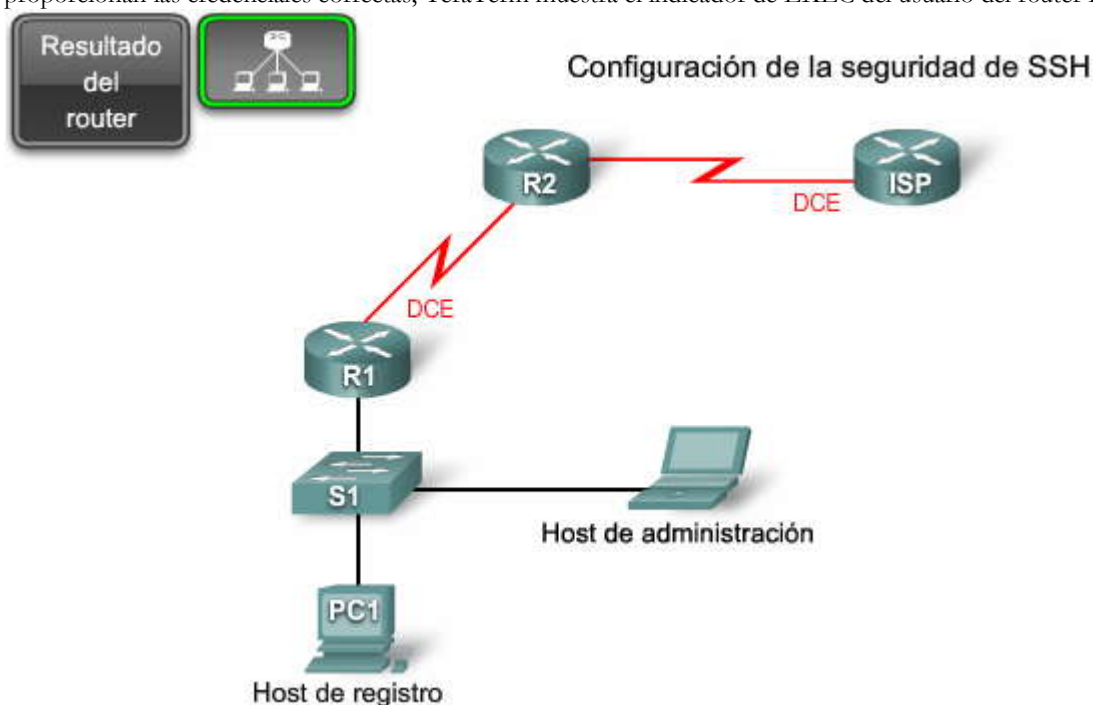 proporcionan las credenciales correctas, TeraTerm muestra el indicador de EXEC del usuario del router
Resultado
del
router
Configuración de la seguridad de SSH
R2
ISP
DCE
DCE
R1
S1
Host de administración
PC1
Host de registro